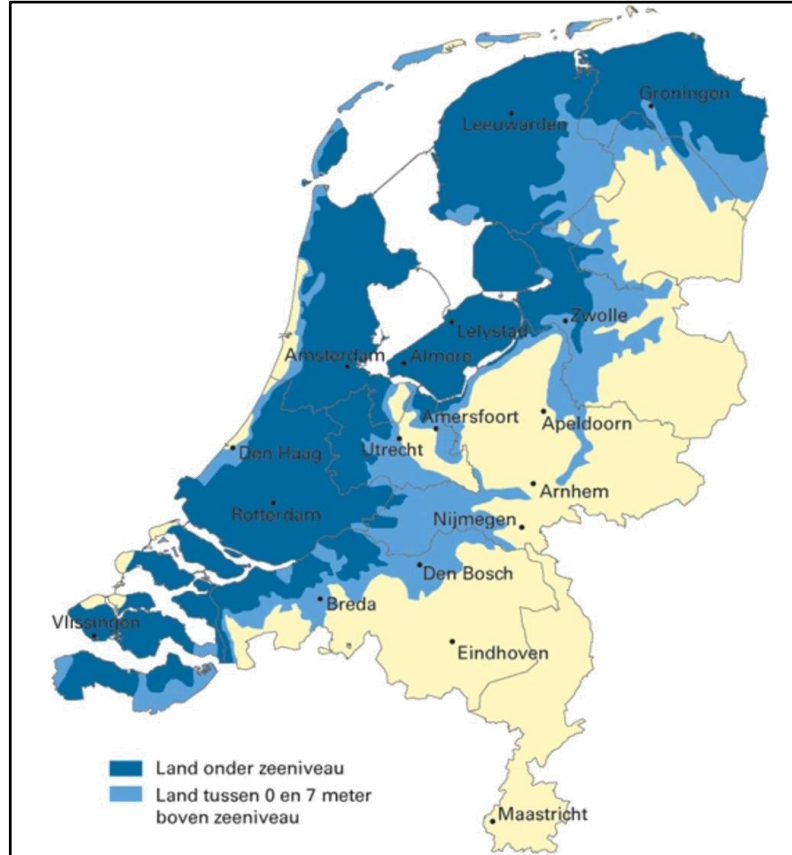 Groningen
Leeuwarden
Zwolle
Lelystad
Amsterdam
Almere
Amersfoort
Apeldoorn
Utrecht
Den Haag
Arnhem
Rotterdam
Nijmegen
Den Bosch
Breda
Vlissingen
Eindhoven
Land onder zeeniveau
Land tussen 0 en 7 meter
boven zeeniveau
Maastricht